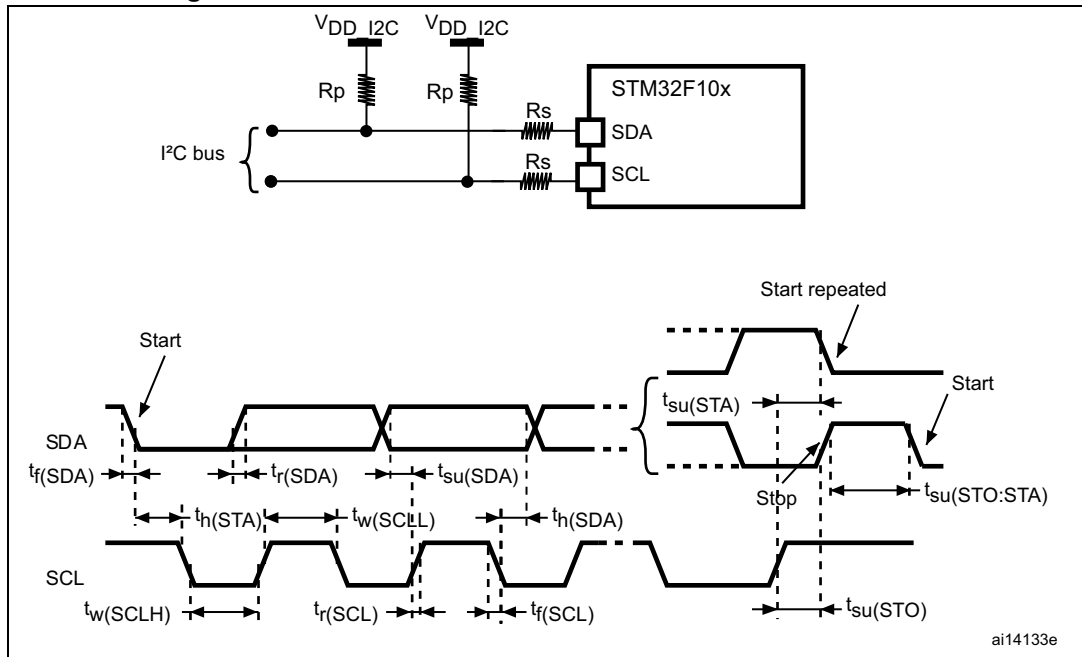 VDD_I2C VDD_I2C
Rp Rp
STM32F10x
Rs
SDA
I²C bus
Rs
SCL
Start repeated
Start
Start
tsu(STA)
SDA
tf(SDA) tr(SDA) tsu(SDA)
Stop
tsu(STO:STA)
th(STA) tw(SCLL) th(SDA)
SCL
tw(SCLH) tr(SCL) tf(SCL) tsu(STO)
ai14133e